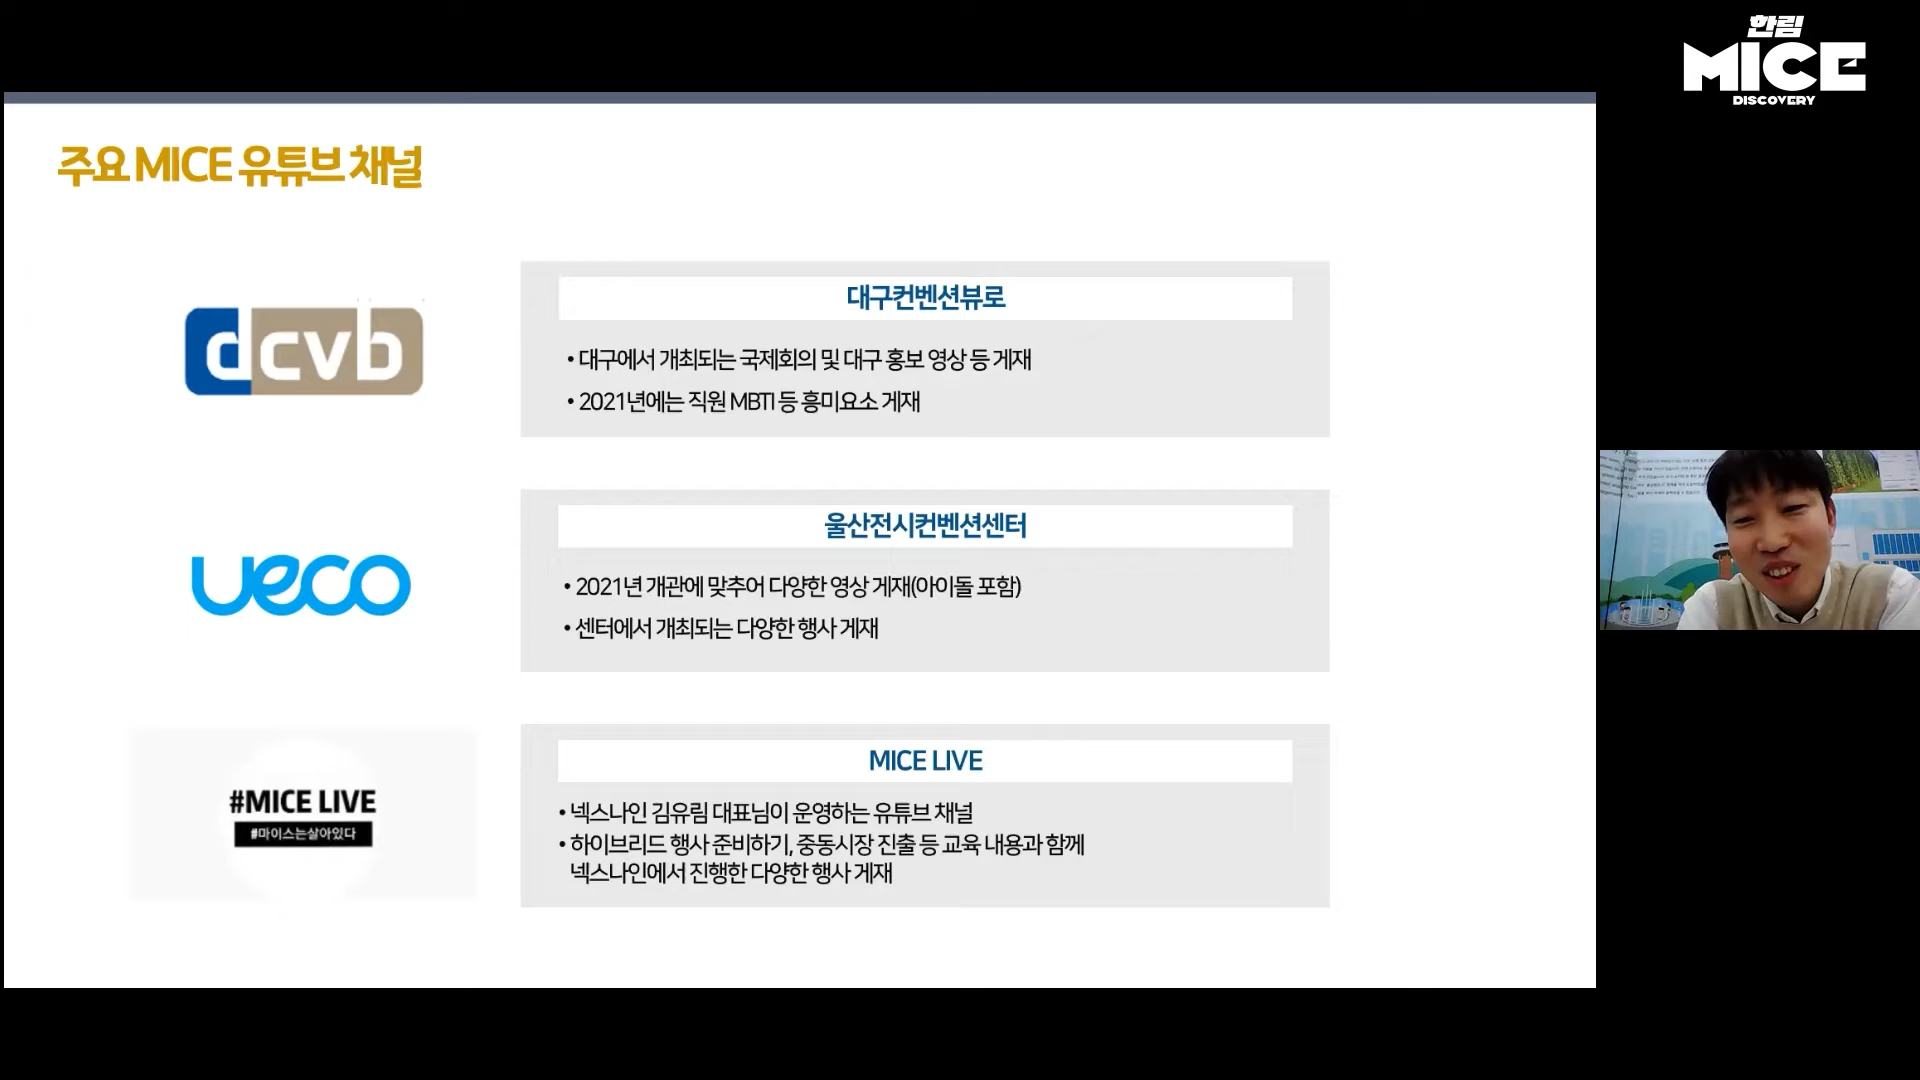 한림
MICE
DISCOVERY
주요 MICE 유튜브 채널
dcvb
대구컨벤션뷰로
• 대구에서 개최되는 국제회의 및 대구 홍보 영상 등 게재
• 2021년에는 직원 MBTI 등 흥미요소 게재
ueco
울산전시컨벤션센터
• 2021년 개관에 맞추어 다양한 영상 게재(아이돌 포함)
• 센터에서 개최되는 다양한 행사 게재
#MICE LIVE
#마이스는살아있다
MICE LIVE
• 넥스나인 김유림 대표님이 운영하는 유튜브 채널
• 하이브리드 행사 준비하기, 중동시장 진출 등 교육 내용과 함께
넥스나인에서 진행한 다양한 행사 게재